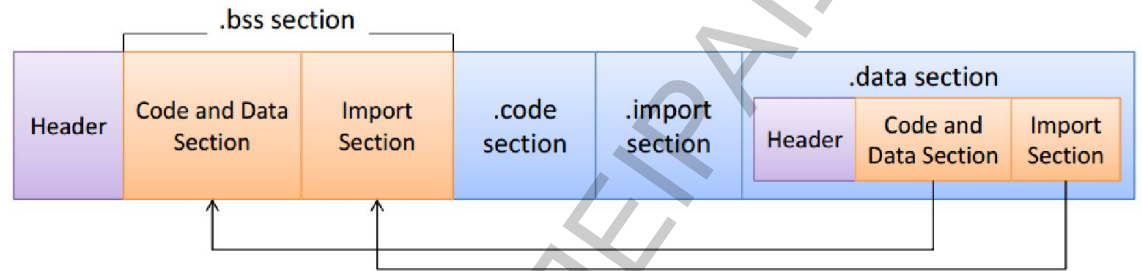 .bss section
Header
Code and Data
Section
Import
Section
.code
section
.import
section
.data section
Header
Code and
Data Section
Import
Section